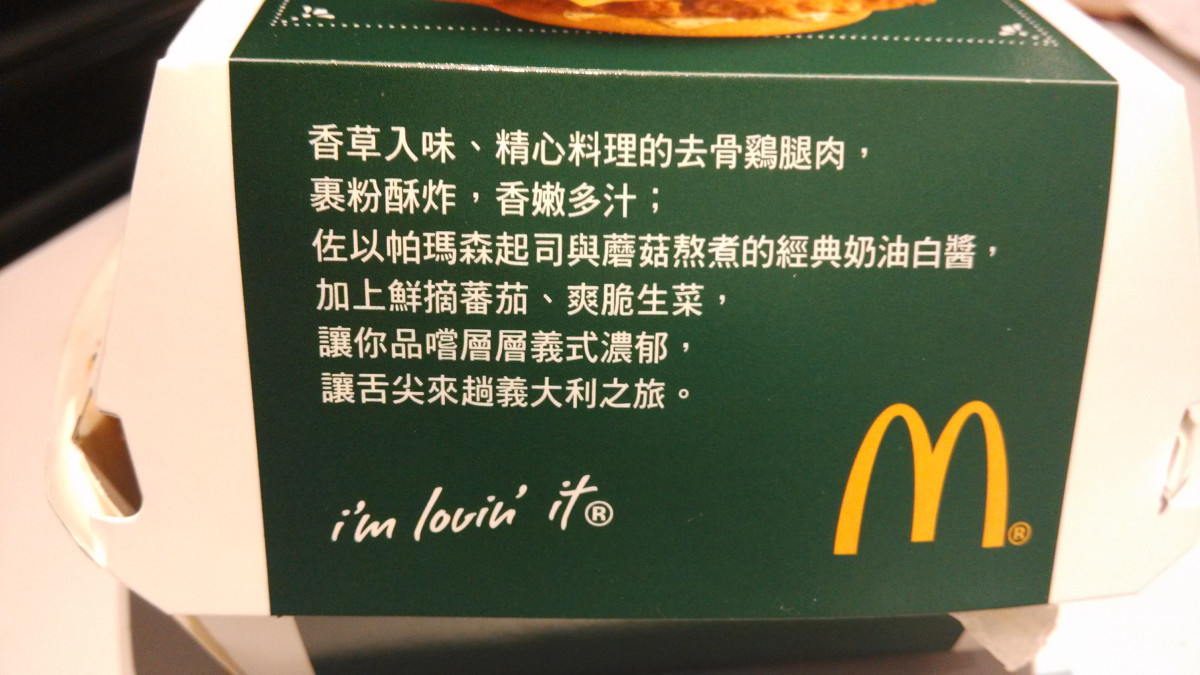 香草入味、精心料理的去骨鷄腿肉，
裹粉酥炸，香嫩多汁；
佐以帕瑪森起司與蘑菇熬煮的經典奶油白醬，
加上鮮摘蕃茄、爽脆生菜，
讓你品嚐層層義式濃郁，
讓舌尖來趟義大利之旅。
i'm lovin' it®
M®